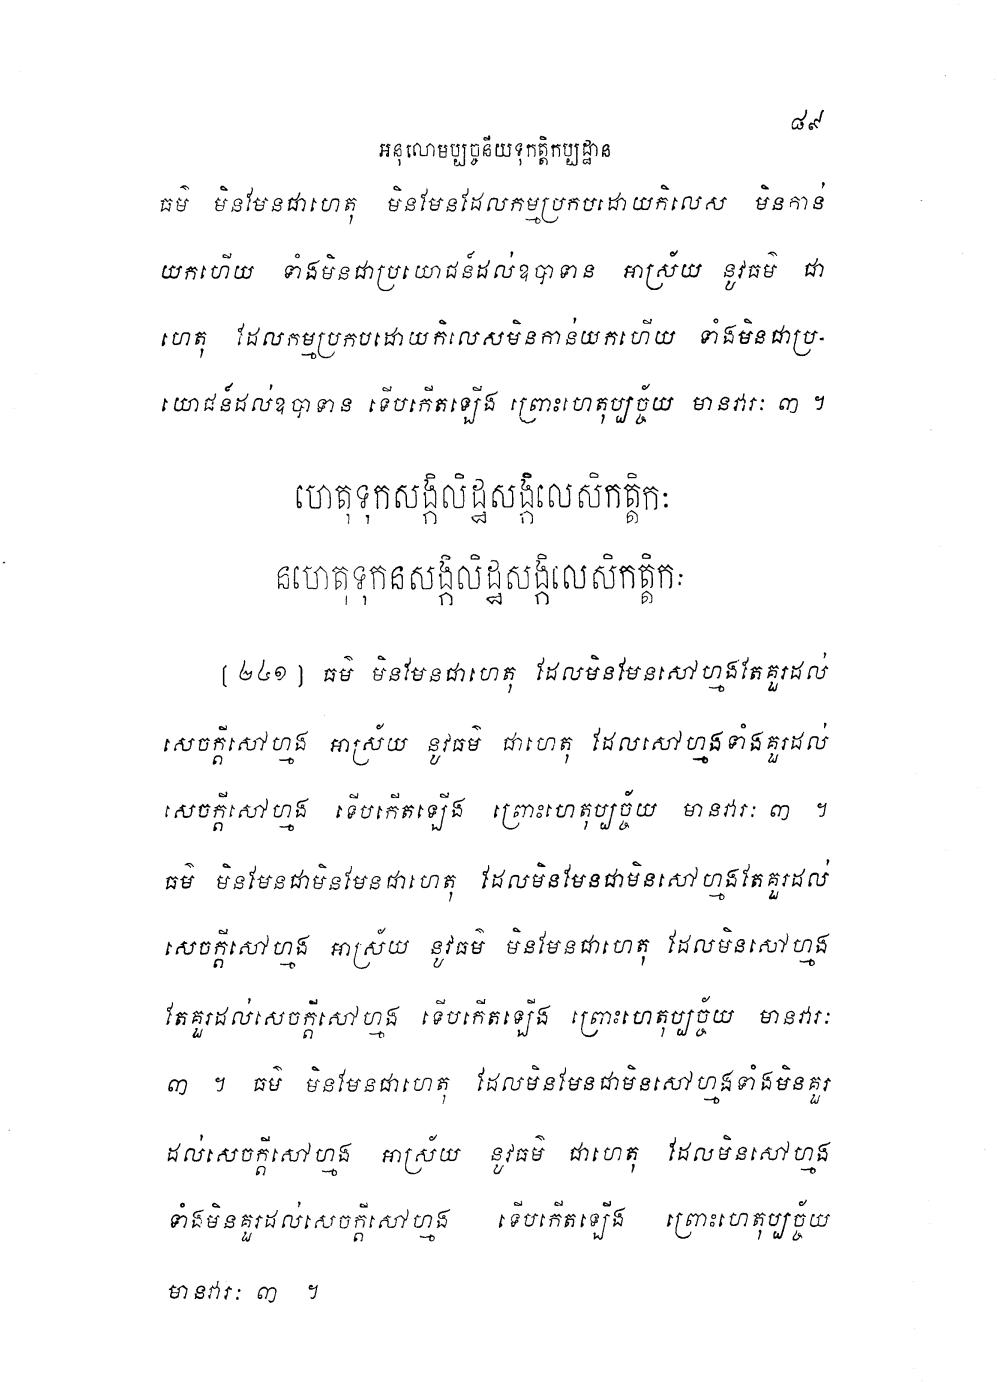 ៨៩
អនុលោមប្បច្ចនីយទុកត្តិកប្បដ្ឋាន
ធម៌ មិនមែនជាហេតុ មិនមែនដែលកម្មប្រកបដោយកិលេស មិនកាន់
យកហើយ ទាំងមិនជាប្រយោជន៍ដល់ឧបាទាន អាស្រ័យ នូវធម៌ ជា
ហេតុ ដែលកម្មប្រកបដោយកិលេសមិនកាន់យកហើយ ទាំងមិនជាប្រ-
យោជន៍ដល់ឧបាទាន ទើបកើតឡើង ព្រោះហេតុប្បច្ច័យ មានវារៈ ៣ ។
ហេតុទុកសង្កិលិដ្ឋសង្កិលេសិកត្តិកៈ
នហេតុទុកនសង្កិលិដ្ឋសង្កិលេសិកត្តិកៈ
[ ២៤១ ] ធម៌ មិនមែនជាហេតុ ដែលមិនមែនសៅហ្មងតែគួរដល់
សេចក្តីសៅហ្មង អាស្រ័យ នូវធម៌ ជាហេតុ ដែលសៅហ្មងទាំងគួរដល់
សេចក្តីសៅហ្មង ទើបកើតឡើង ព្រោះហេតុប្បច្ច័យ មានវារៈ ៣ ។
ធម៌ មិនមែនជាមិនមែនជាហេតុ ដែលមិនមែនជាមិនសៅហ្មងតែគួរដល់
សេចក្តីសៅហ្មង អាស្រ័យ នូវធម៌ មិនមែនជាហេតុ ដែលមិនសៅហ្មង
តែគួរដល់សេចក្តីសៅហ្មង ទើបកើតឡើង ព្រោះហេតុប្បច្ច័យ មានវារៈ
៣ ។ ធម៌ មិនមែនជាហេតុ ដែលមិនមែនជាមិនសៅហ្មងទាំងមិនគួរ
ដល់សេចក្តីសៅហ្មង អាស្រ័យ នូវធម៌ ជាហេតុ ដែលមិនសៅហ្មង
ទាំងមិនគួរដល់សេចក្តីសៅហ្មង ទើបកើតឡើង ព្រោះហេតុប្បច្ច័យ
មានវារៈ ៣ ។